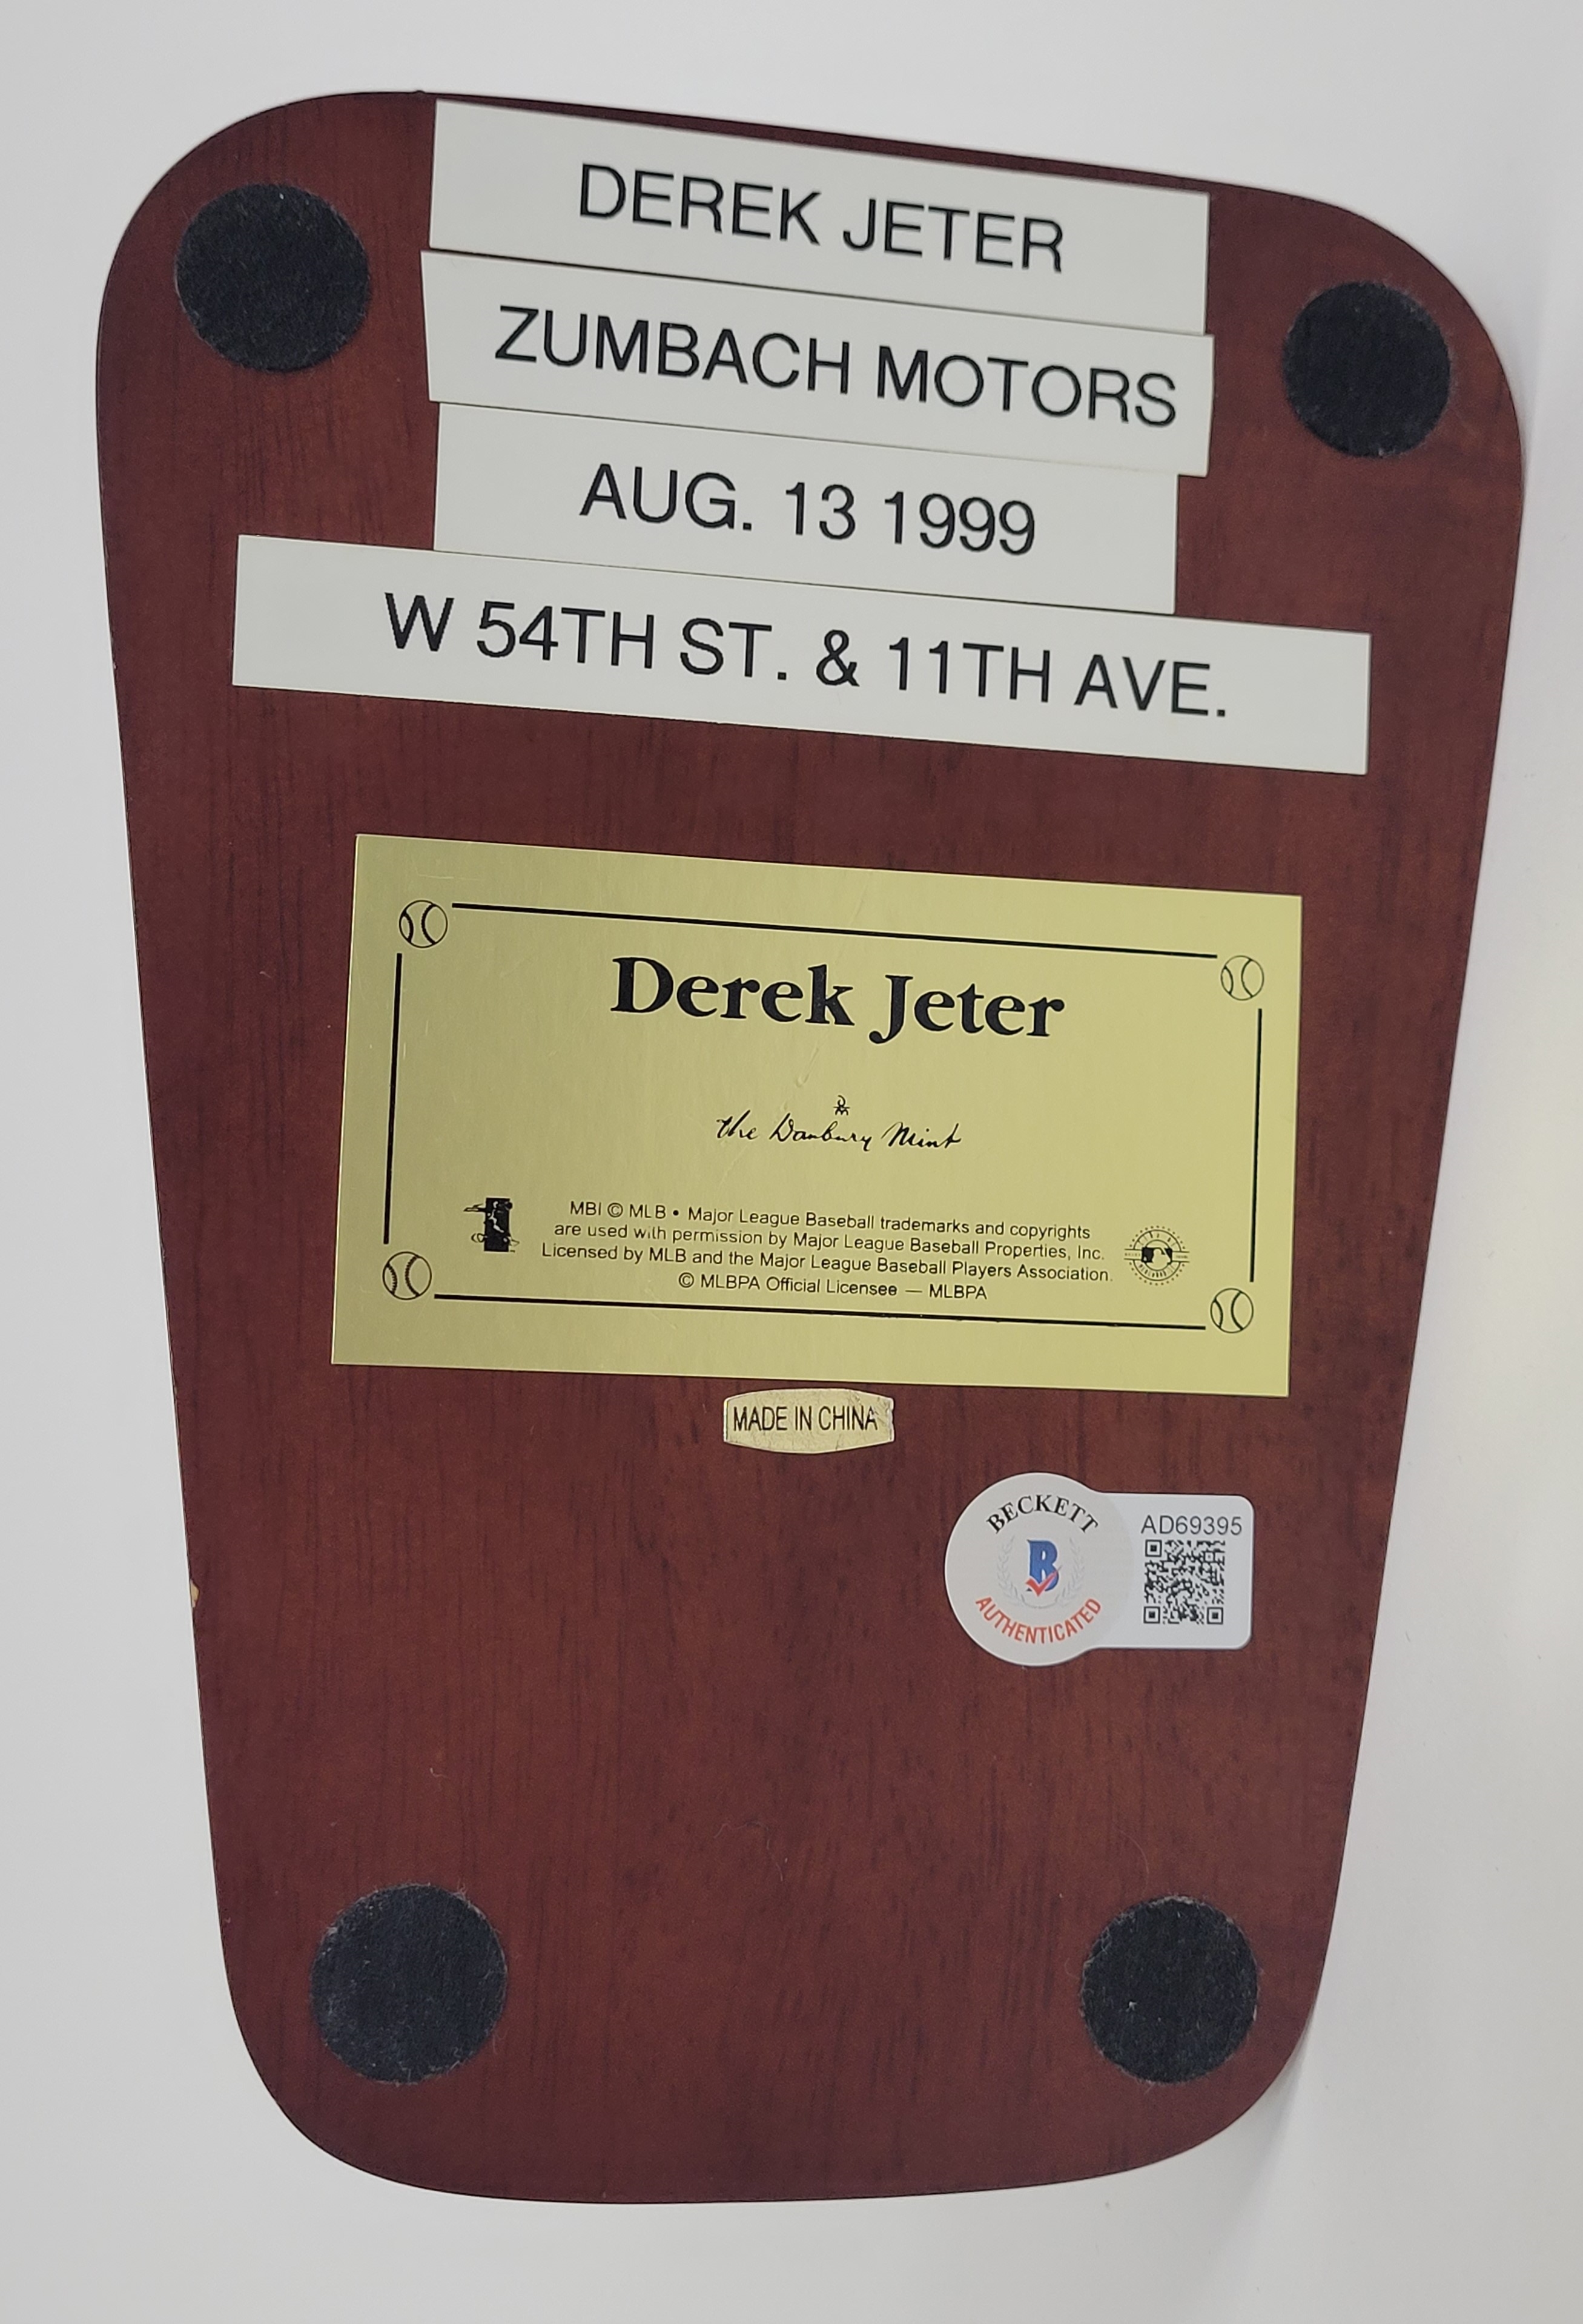 DEREK JETER
ZUMBACH MOTORS
AUG. 13 1999
W 54TH ST. & 11TH AVE.
Derek Jeter
the Danbury Mint
MBI © MLB • Major League Baseball trademarks and copyrights
are used with permission by Major League Baseball Properties, Inc.
Licensed by MLB and the Major League Baseball Players Association.
© MLBPA Official Licensee — MLBPA
MADE IN CHINA
BECKETT
B
AUTHENTICATED
AD69395